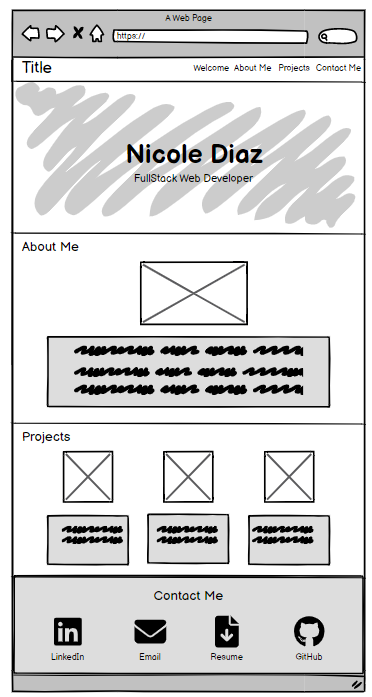 A Web Page
https://
Title
Welcome About Me Projects Contact Me
Nicole Diaz
FullStack Web Developer
About Me
Projects
Contact Me
LinkedIn Email Resume GitHub